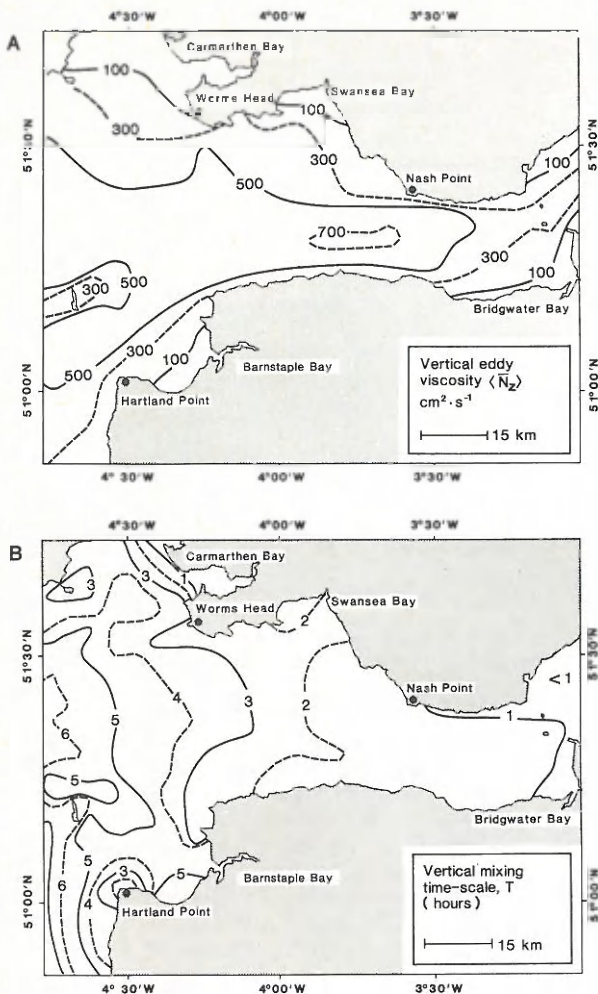 A
4° 30'W 4° 00'W 3° 30'W
Carmarthen Bay
100
Worms Head
Swansea Bay
100
300
51° 30'N
51° 30'N
300
100
500
Nash Point
500
700
300
300
500
100
Bridgwater Bay
300
100
Barnstaple Bay
500
51° 00'N
51° 00'N
Hartland Point
Vertical eddy
viscosity ⟨N̄z⟩
cm²·s⁻¹
15 km
4° 30'W 4° 00'W 3° 30'W
B
4° 30'W 4° 00'W 3° 30'W
Carmarthen Bay
3
3
1
Worms Head
Swansea Bay
2
51° 30'N
51° 30'N
Nash Point
<1
4
3
2
1
5
6
5
Bridgwater Bay
5
5
Barnstaple Bay
6
3
4
51° 00'N
51° 00'N
Hartland Point
Vertical mixing
time-scale, T
(hours)
15 km
4° 30'W 4° 00'W 3° 30'W